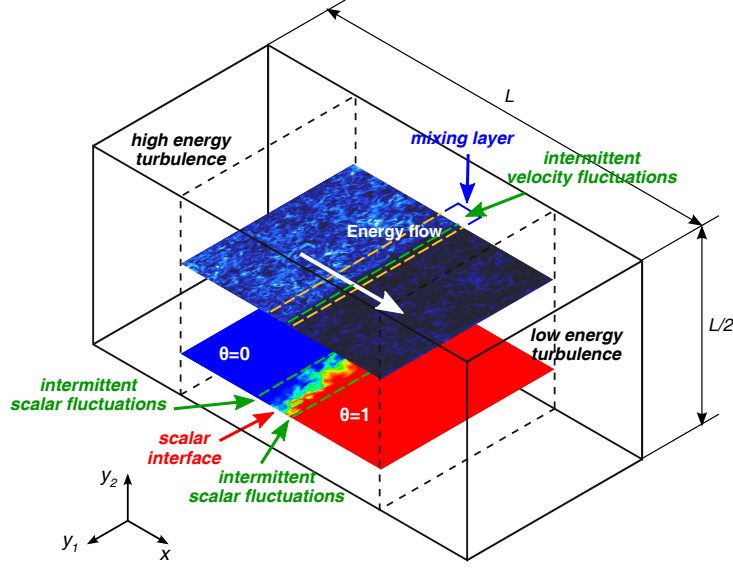 L
mixing layer
high energy
turbulence
intermittent
velocity fluctuations
Energy flow
L/2
low energy
turbulence
θ=0
intermittent
scalar fluctuations
θ=1
scalar
interface
intermittent
scalar fluctuations
y2
y1
x